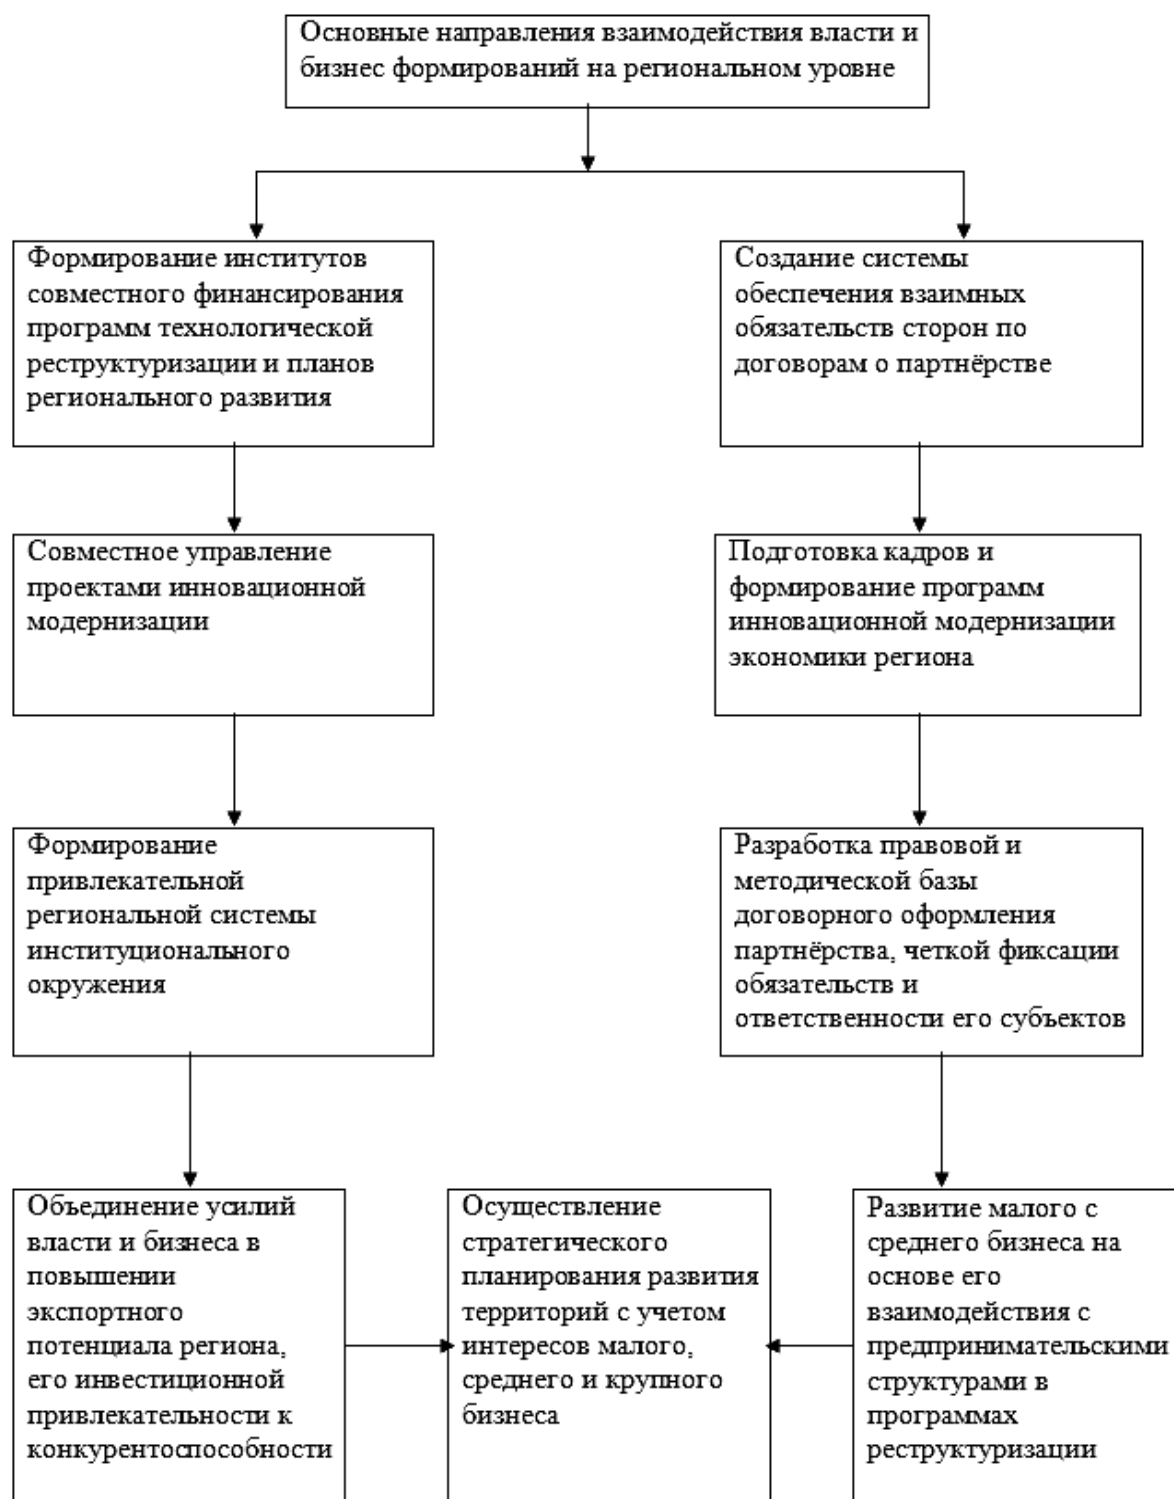 Основные направления взаимодействия власти и
бизнес формирований на региональном уровне
Формирование институтов
совместного финансирования
программ технологической
реструктуризации и планов
регионального развития
Создание системы
обеспечения взаимных
обязательств сторон по
договорам о партнёрстве
Совместное управление
проектами инновационной
модернизации
Подготовка кадров и
формирование программ
инновационной модернизации
экономики региона
Формирование
привлекательной
региональной системы
институционального
окружения
Разработка правовой и
методической базы
договорного оформления
партнёрства, четкой фиксации
обязательств и
ответственности его субъектов
Объединение усилий
власти и бизнеса в
повышении
экспортного
потенциала региона,
его инвестиционной
привлекательности к
конкурентоспособности
Осуществление
стратегического
планирования развития
территорий с учетом
интересов малого,
среднего и крупного
бизнеса
Развитие малого с
среднего бизнеса на
основе его
взаимодействия с
предпринимательскими
структурами в
программах
реструктуризации